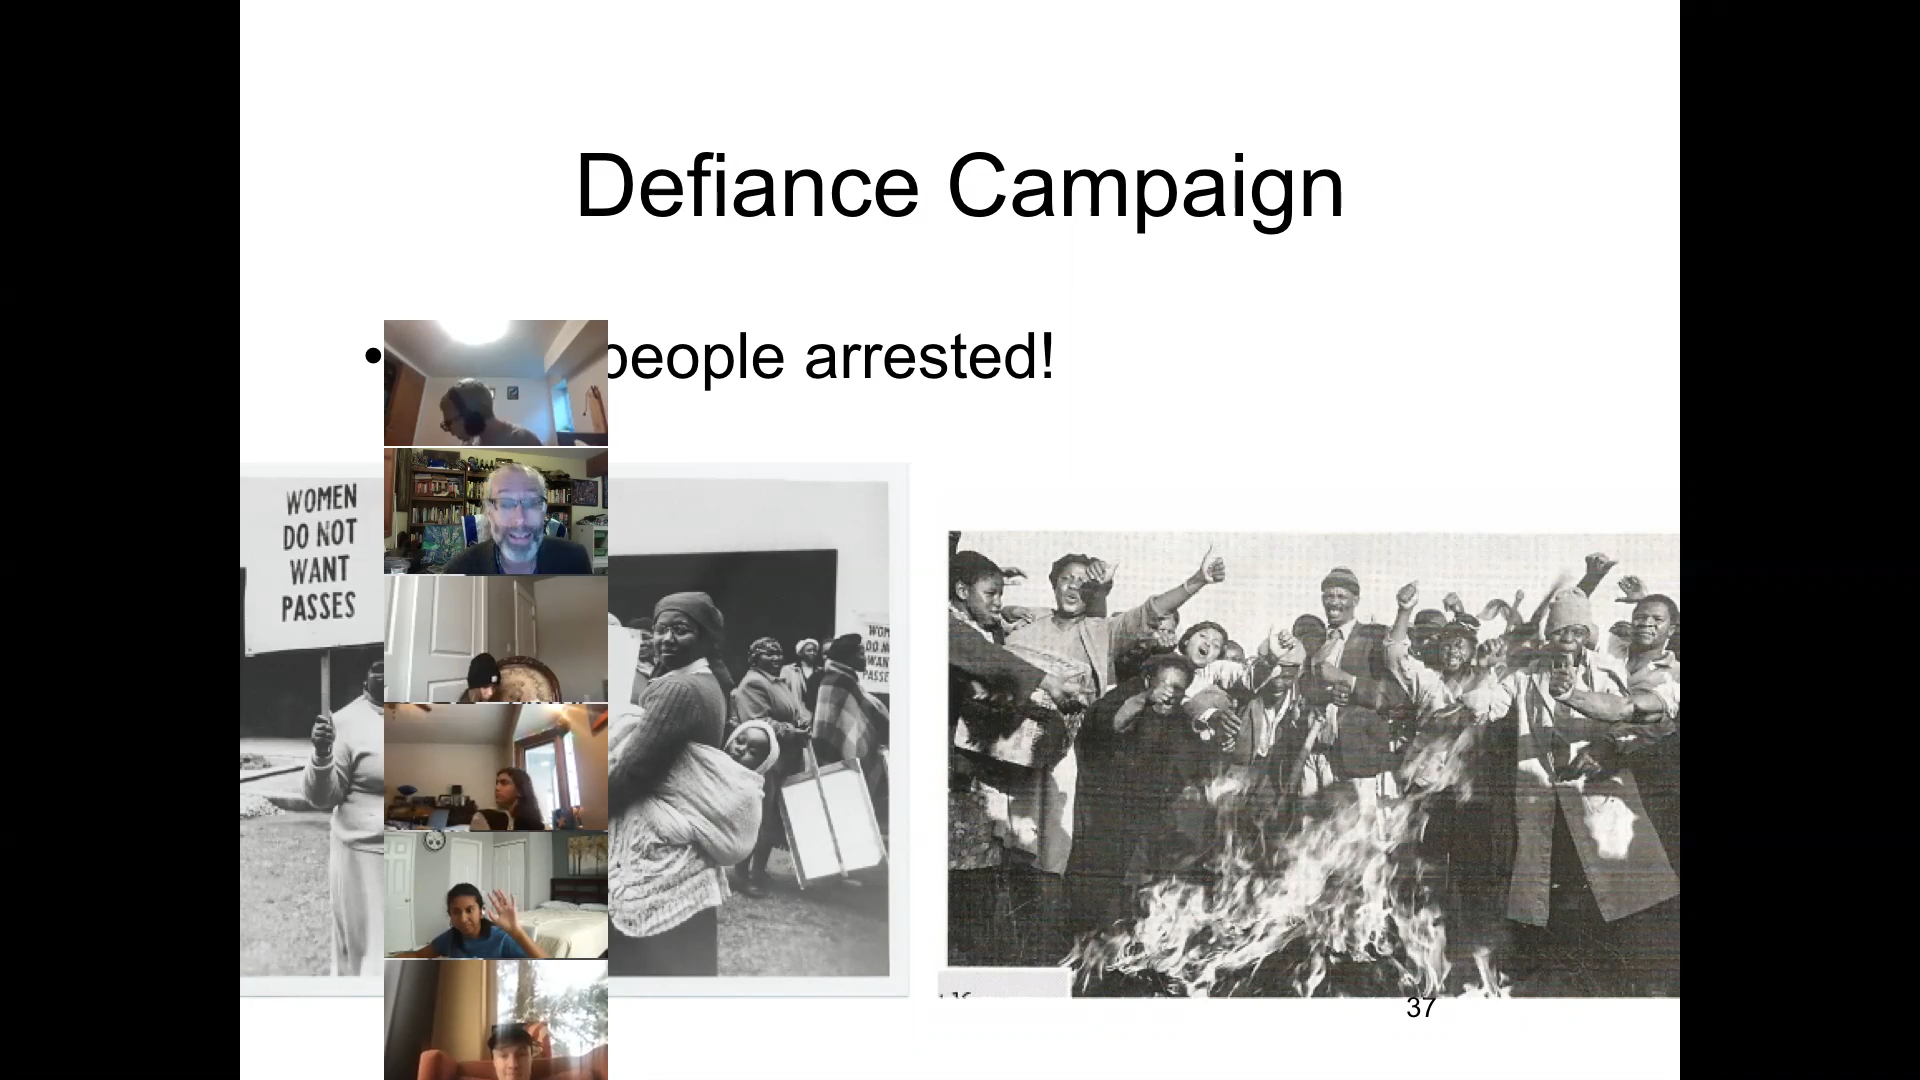 Defiance Campaign
• people arrested!
WOMEN
DO NOT
WANT
PASSES
37